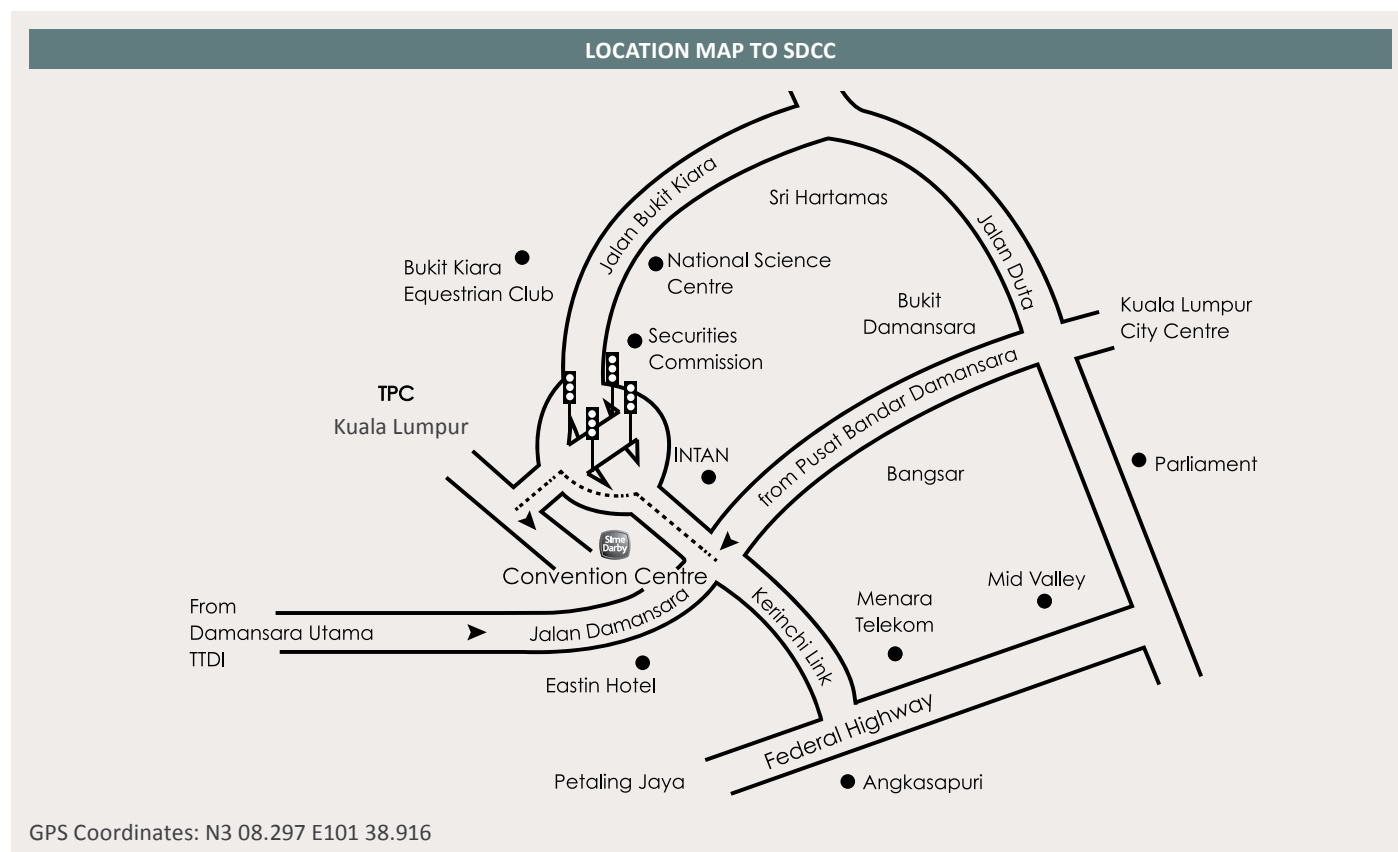 LOCATION MAP TO SDCC
Jalan Bukit Kiara
Sri Hartamas
Jalan Duta
Bukit Kiara
Equestrian Club
National Science
Centre
Bukit
Damansara
Kuala Lumpur
City Centre
Securities
Commission
from Pusat Bandar Damansara
TPC
Kuala Lumpur
INTAN
Bangsar
Parliament
Sime
Darby
Convention Centre
Kerinchi Link
Menara
Telekom
Mid Valley
From
Damansara Utama
TTDI
Jalan Damansara
Eastin Hotel
Federal Highway
Petaling Jaya
Angkasapuri
GPS Coordinates: N3 08.297 E101 38.916